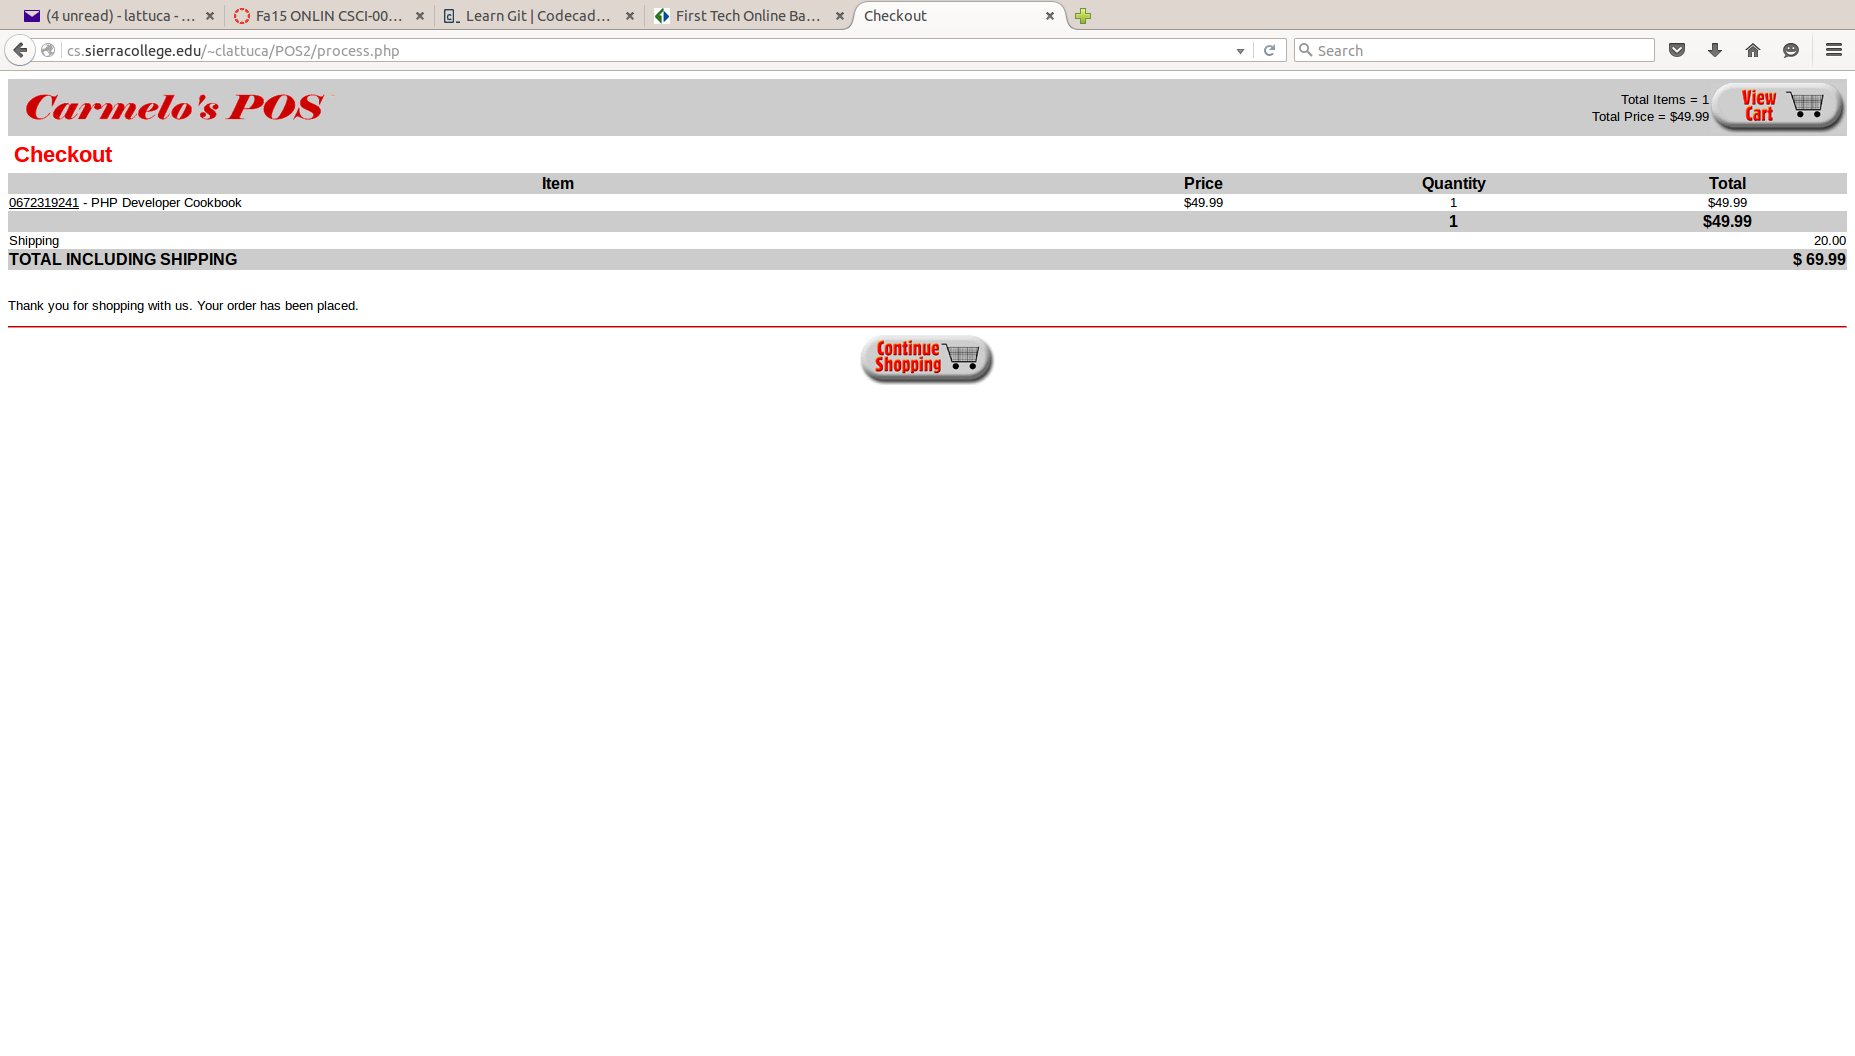 (4 unread) - lattuca - ...
Fa15 ONLIN CSCI-00...
Learn Git | Codecad...
First Tech Online Ba...
Checkout
cs.sierracollege.edu/~clattuca/POS2/process.php
Search
Carmelo's POS
Total Items = 1
Total Price = $49.99
View
Cart
Checkout
Item Price Quantity Total
0672319241 - PHP Developer Cookbook $49.99 1 $49.99
1 $49.99
Shipping 20.00
TOTAL INCLUDING SHIPPING $ 69.99
Thank you for shopping with us. Your order has been placed.
Continue
Shopping